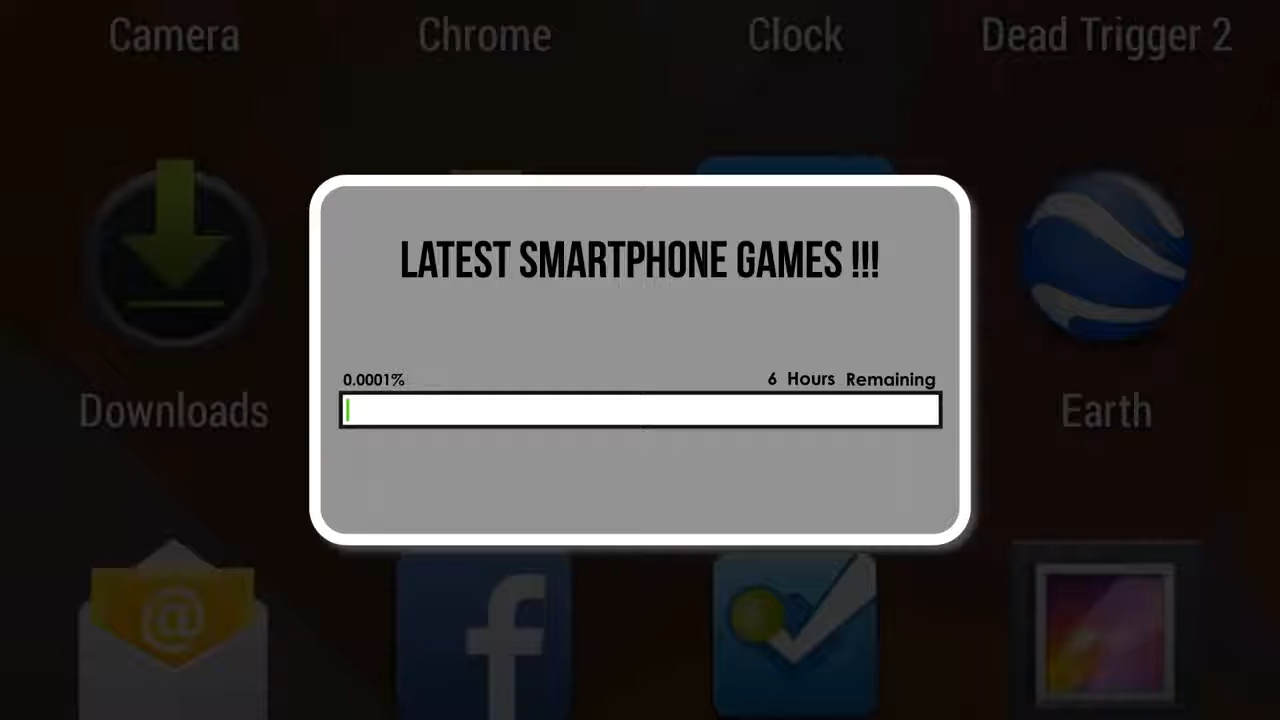 Camera Chrome Clock Dead Trigger 2
LATEST SMARTPHONE GAMES !!!
0.0001% 6 Hours Remaining
Downloads Earth
@
f